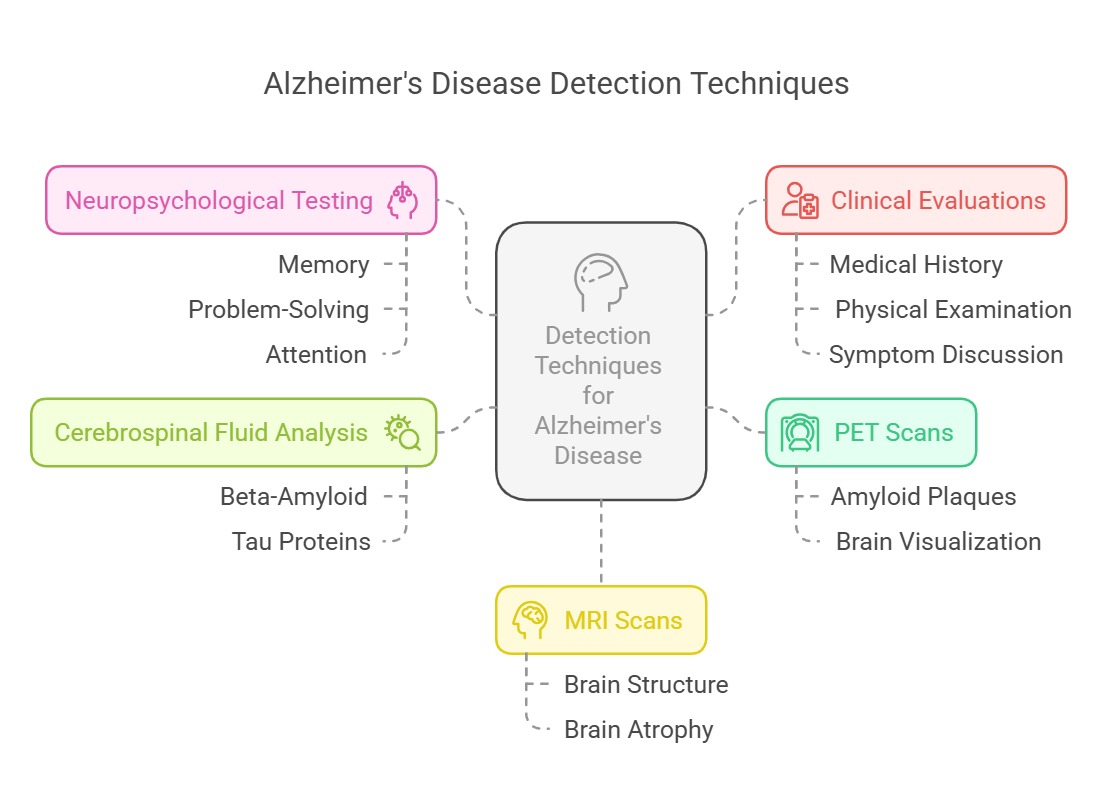 Alzheimer's Disease Detection Techniques
Neuropsychological Testing
Memory
Problem-Solving
Attention
Cerebrospinal Fluid Analysis
Beta-Amyloid
Tau Proteins
Detection
Techniques
for
Alzheimer's
Disease
Clinical Evaluations
Medical History
Physical Examination
Symptom Discussion
PET Scans
Amyloid Plaques
Brain Visualization
MRI Scans
Brain Structure
Brain Atrophy